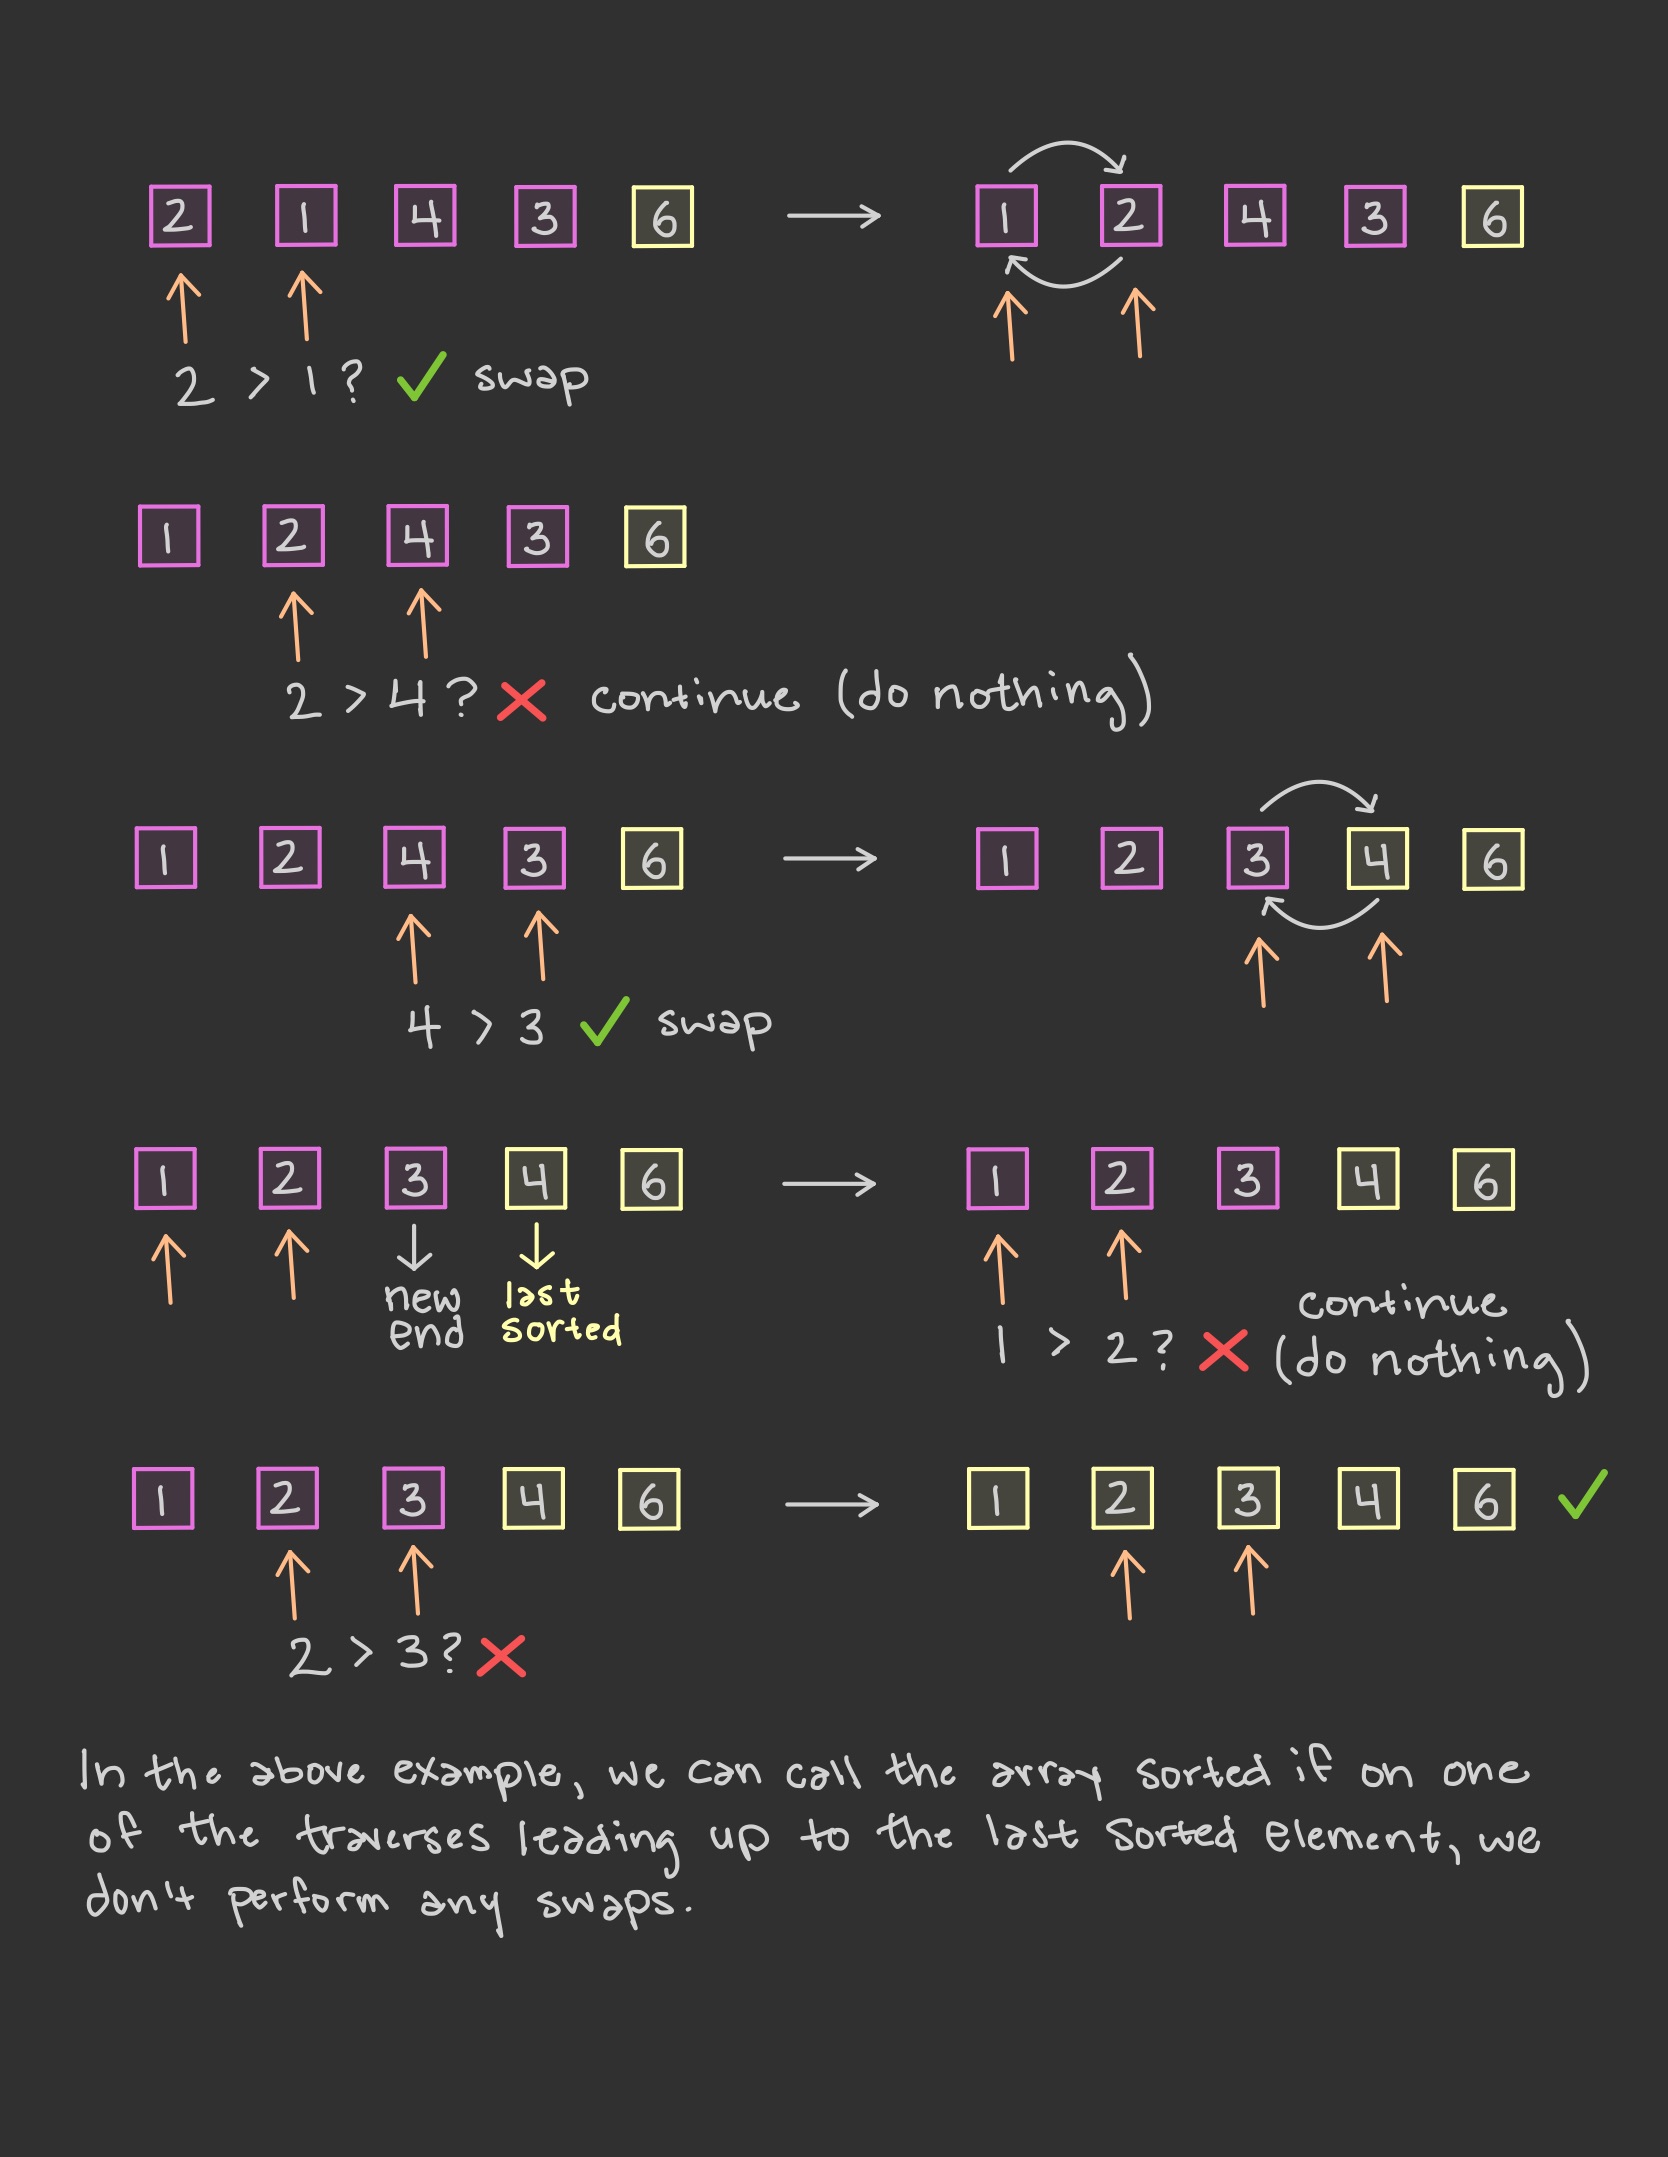 2 1 4 3 6 → 1 2 4 3 6
2 > 1 ? ✓ swap
1 2 4 3 6
2 > 4 ? ✗ continue (do nothing)
1 2 4 3 6 → 1 2 3 4 6
4 > 3 ✓ swap
1 2 3 4 6 → 1 2 3 4 6
new
end
last
sorted
1 > 2 ? ✗
continue
(do nothing)
1 2 3 4 6 → 1 2 3 4 6 ✓
2 > 3 ? ✗
In the above example, we can call the array sorted if on one
of the traverses leading up to the last sorted element, we
don't perform any swaps.